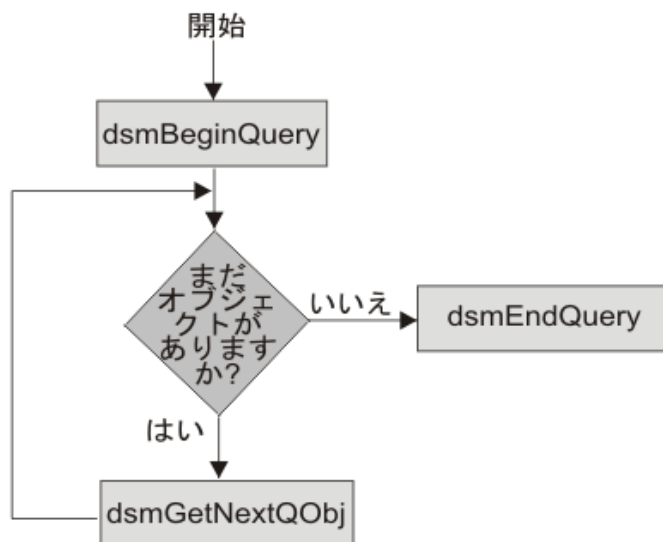 開始
dsmBeginQuery
まだ
オブジェ
クトが
あります
か?
いいえ
dsmEndQuery
はい
dsmGetNextQObj